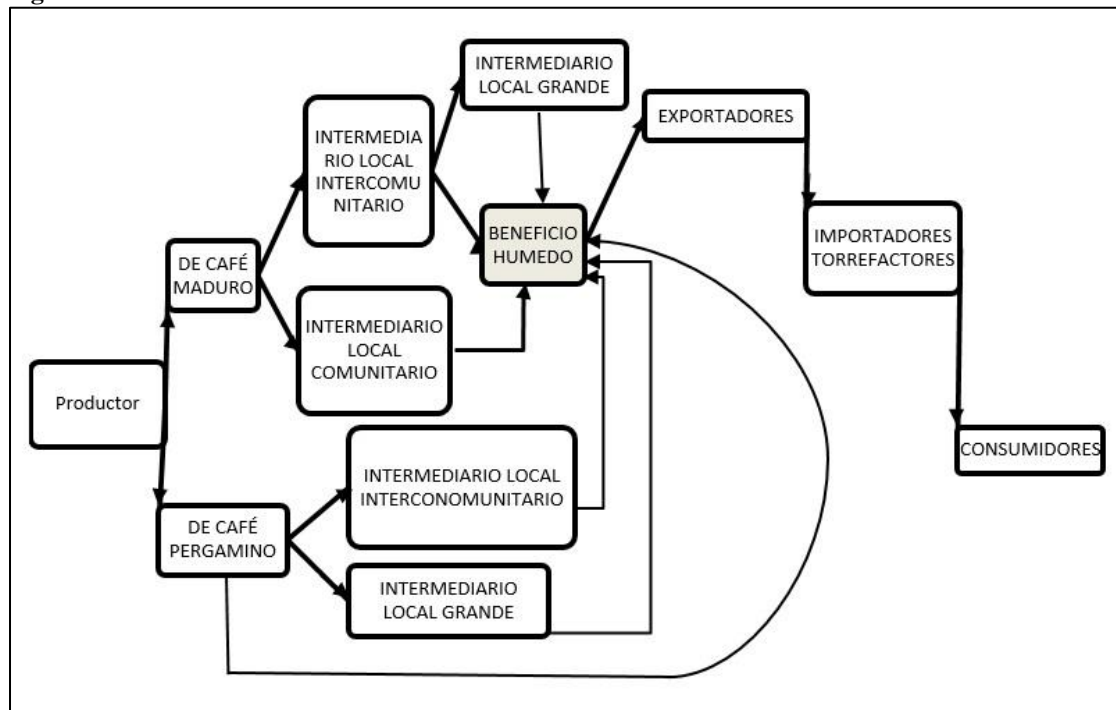 INTERMEDIARIO
LOCAL GRANDE
EXPORTADORES
INTERMEDIA
RIO LOCAL
INTERCOMU
NITARIO
BENEFICIO
HUMEDO
IMPORTADORES
TORREFACTORES
DE CAFÉ
MADURO
INTERMEDIARIO
LOCAL
COMUNITARIO
Productor
CONSUMIDORES
INTERMEDIARIO LOCAL
INTERCONOMUNITARIO
DE CAFÉ
PERGAMINO
INTERMEDIARIO
LOCAL GRANDE